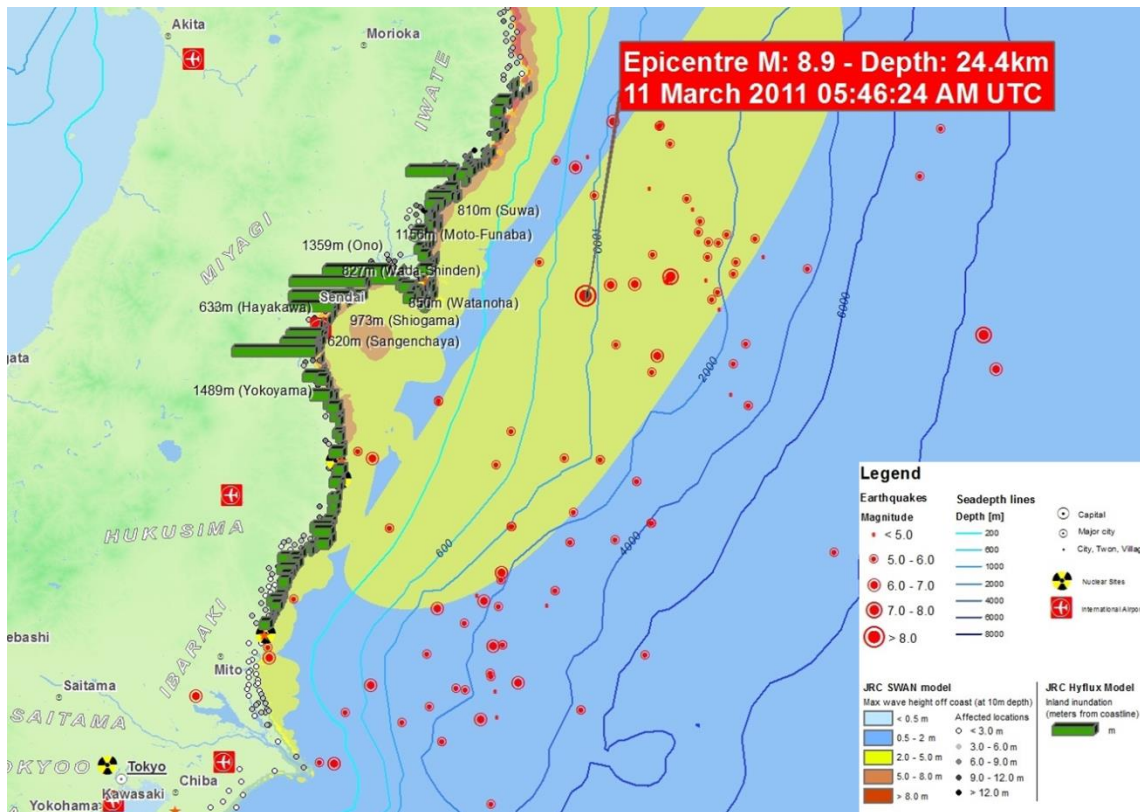 Akita
Morioka
IWATE
Epicentre M: 8.9 - Depth: 24.4km
11 March 2011 05:46:24 AM UTC
810m (Suwa)
1156m (Moto-Funaba)
1359m (Ono)
MIYAGI
827m (Wada-Shinden)
Sendai
850m (Watanoha)
633m (Hayakawa)
973m (Shiogama)
620m (Sangenchaya)
1489m (Yokoyama)
gata
1000
2000
6000
600
4000
HUKUSIMA
IBARAKI
ebashi
Mito
Saitama
SAITAMA
OKYOO
Tokyo
Chiba
Kawasaki
Yokohama
Legend
Earthquakes
Magnitude
< 5.0
5.0 - 6.0
6.0 - 7.0
7.0 - 8.0
> 8.0
Seadepth lines
Depth [m]
200
600
1000
2000
4000
6000
8000
Capital
Major city
City, Twon, Villag
Nuclear Sites
International Airpor
JRC SWAN model
Max wave height off coast (at 10m depth)
< 0.5 m
0.5 - 2 m
2.0 - 5.0 m
5.0 - 8.0 m
> 8.0 m
Affected locations
< 3.0 m
3.0 - 6.0 m
6.0 - 9.0 m
9.0 - 12.0 m
> 12.0 m
JRC Hyflux Model
Inland inundation
(meters from coastline)
m